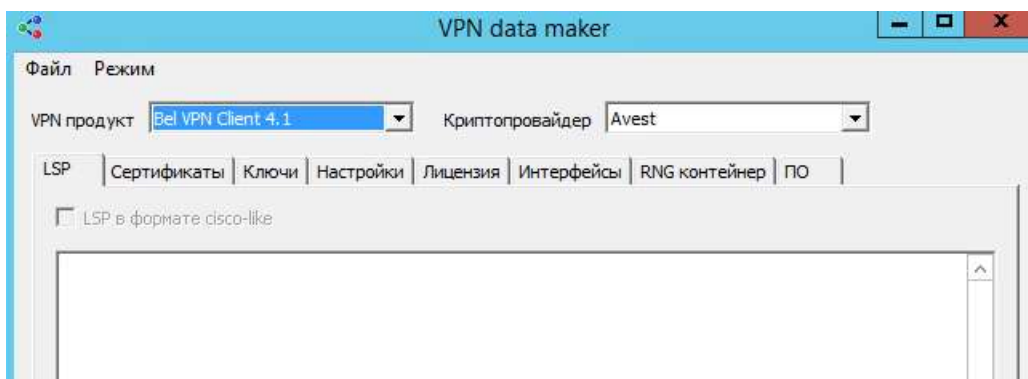 VPN data maker
Файл Режим
VPN продукт Bel VPN Client 4.1 Криптопровайдер Avest
LSP Сертификаты Ключи Настройки Лицензия Интерфейсы RNG контейнер ПО
LSP в формате cisco-like